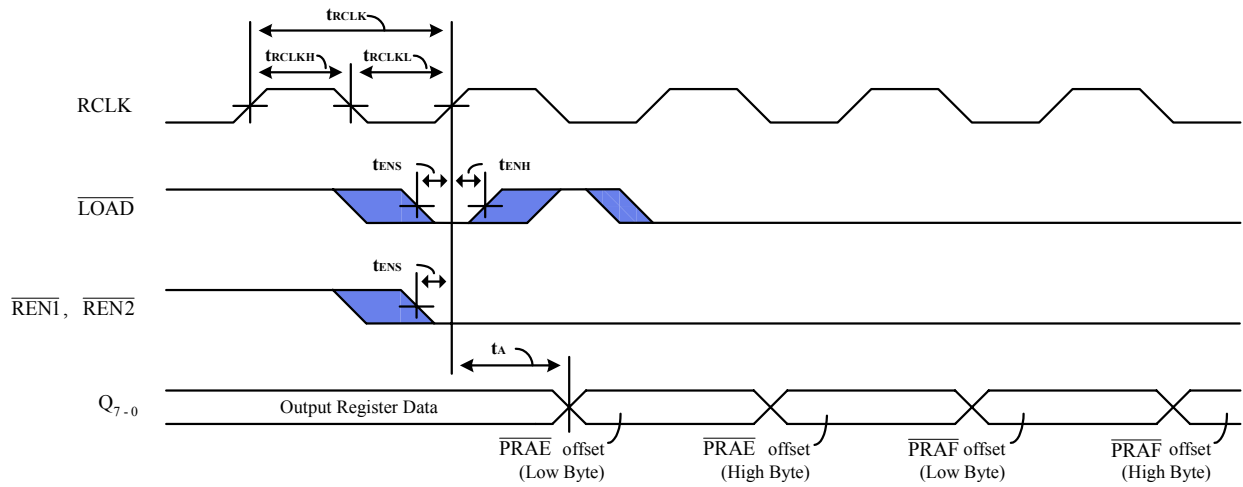 tRCLK
tRCLKH
tRCLKL
RCLK
tENS
tENH
LOAD
tENS
REN1, REN2
tA
Q7-0
Output Register Data
PRAE offset
(Low Byte)
PRAE offset
(High Byte)
PRAF offset
(Low Byte)
PRAF offset
(High Byte)